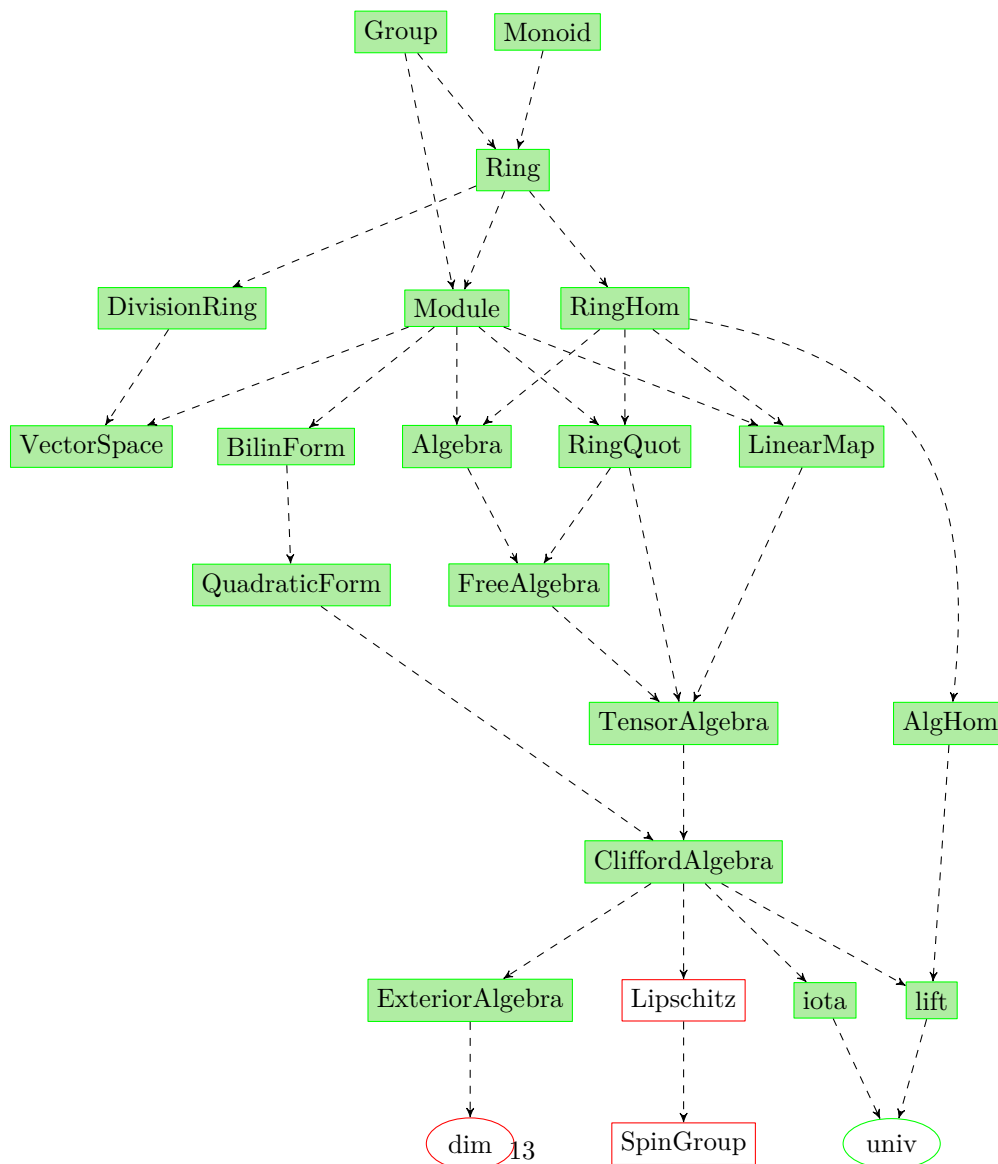 Group Monoid
Ring
DivisionRing Module RingHom
VectorSpace BilinForm Algebra RingQuot LinearMap
QuadraticForm FreeAlgebra
TensorAlgebra AlgHom
CliffordAlgebra
ExteriorAlgebra Lipschitz iota lift
dim SpinGroup univ
13